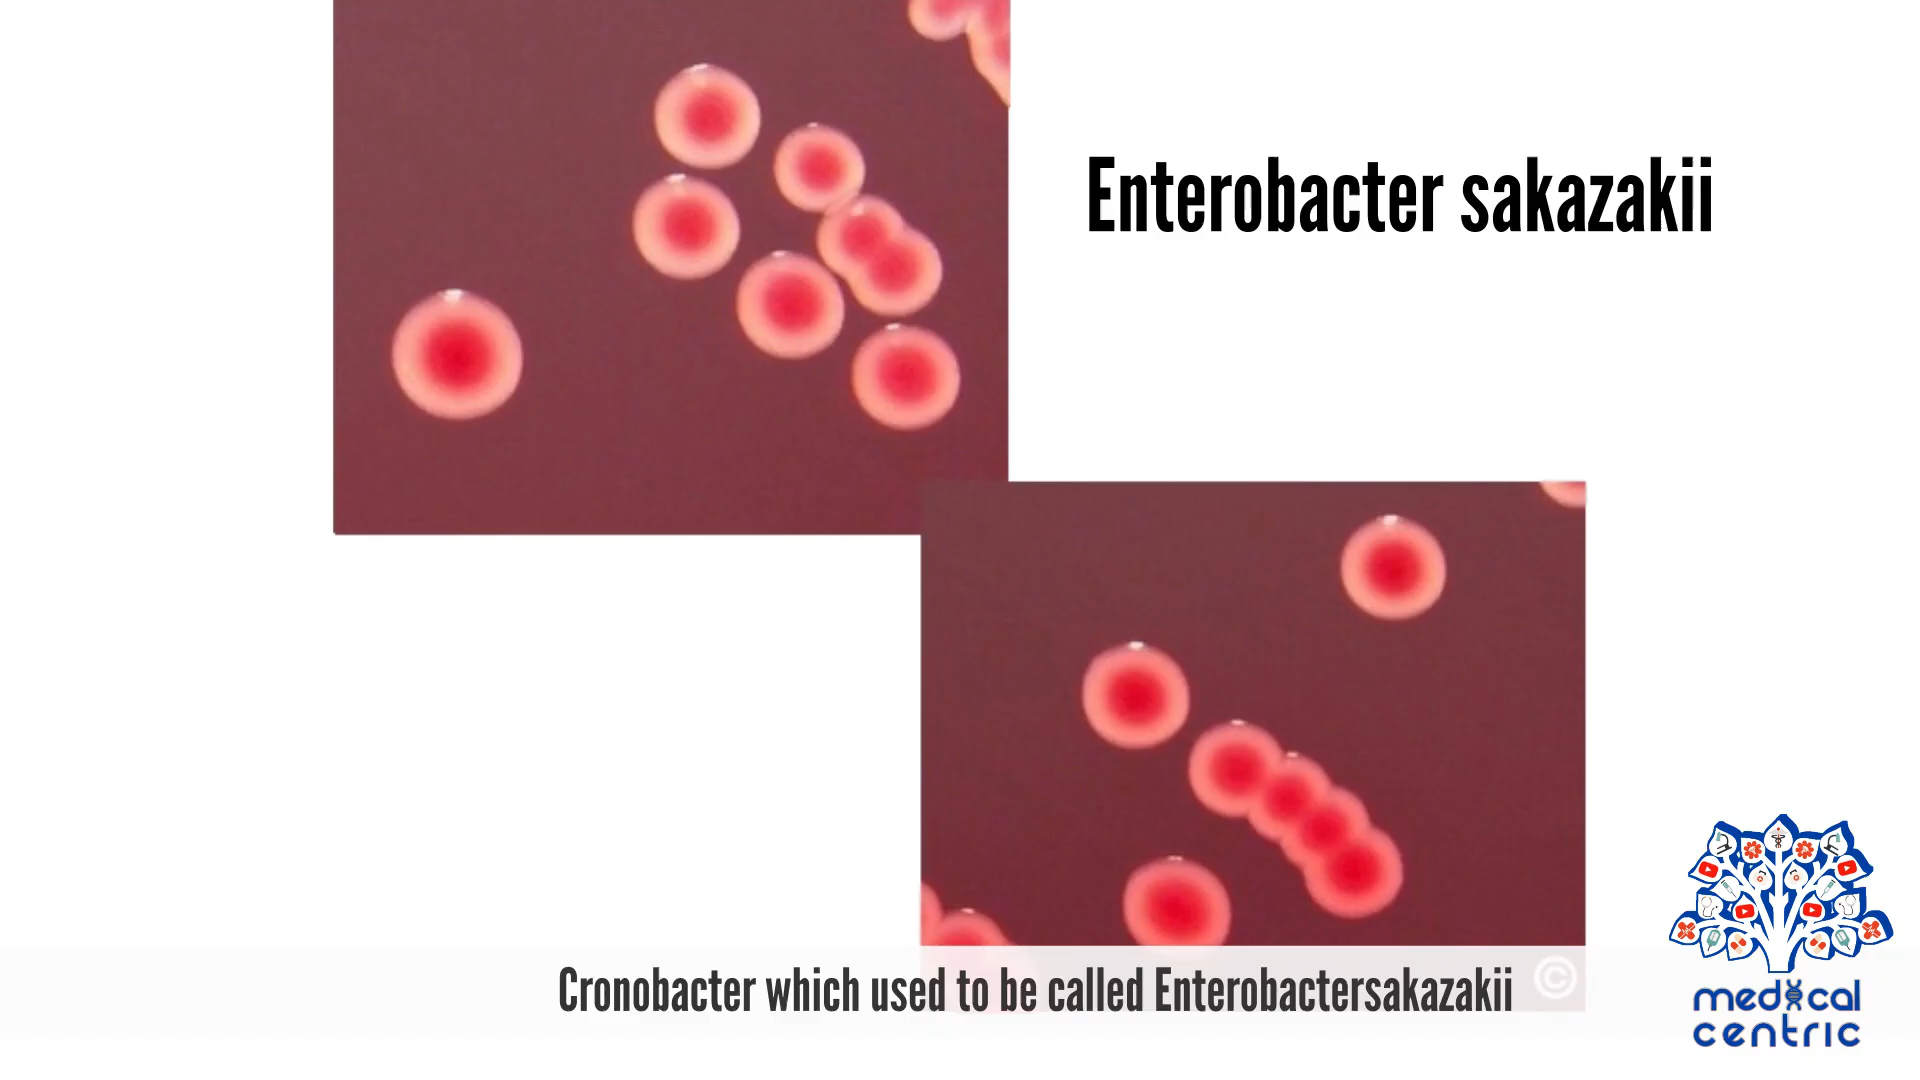 Enterobacter sakazakii
Cronobacter which used to be called Enterobactersakazakii
©
medical
centric